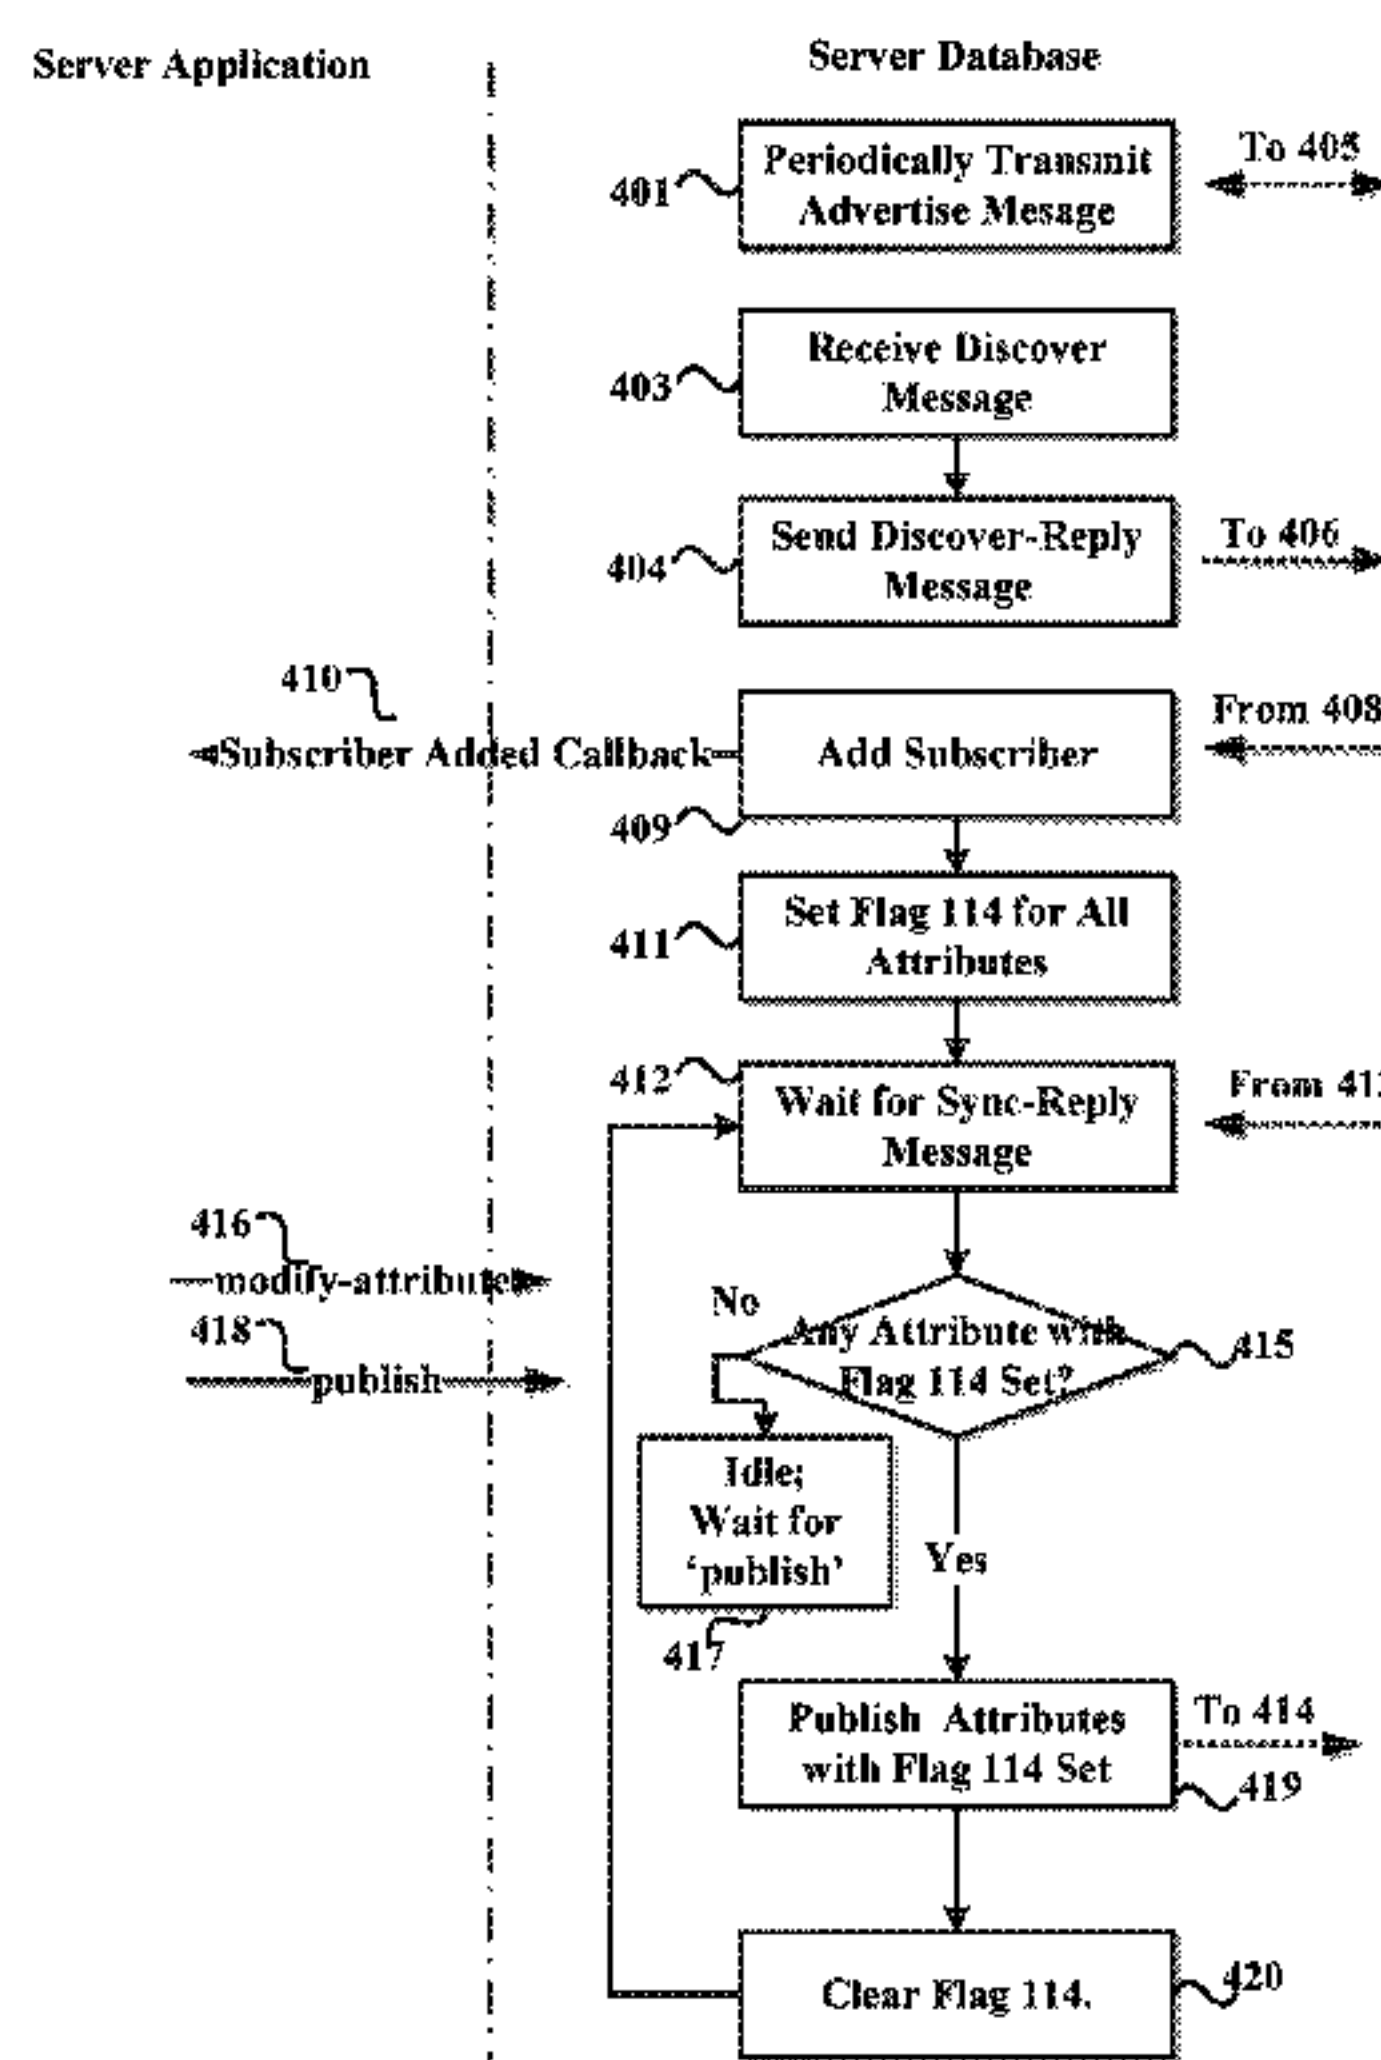 Server Application
Server Database
Periodically Transmit
Advertise Mesage
401
To 405
Receive Discover
Message
403
Send Discover-Reply
Message
404
To 406
410
Subscriber Added Callback
Add Subscriber
From 408
409
Set Flag 114 for All
Attributes
411
412
Wait for Sync-Reply
Message
From
416
modify-attribute
418
publish
No
Any Attribute with
Flag 114 Set?
415
Idle;
Wait for
‘publish’
417
Yes
Publish Attributes
with Flag 114 Set
To 414
419
Clear Flag 114.
420